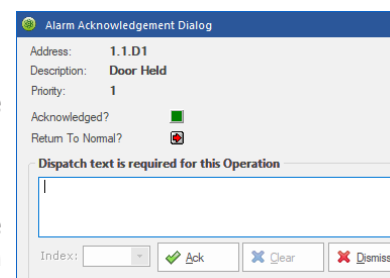 Alarm Acknowledgement Dialog
Address: 1.1.D1
Description: Door Held
Priority: 1
Acknowledged?
Return To Normal?
Dispatch text is required for this Operation
Index: Ack Clear Dismiss